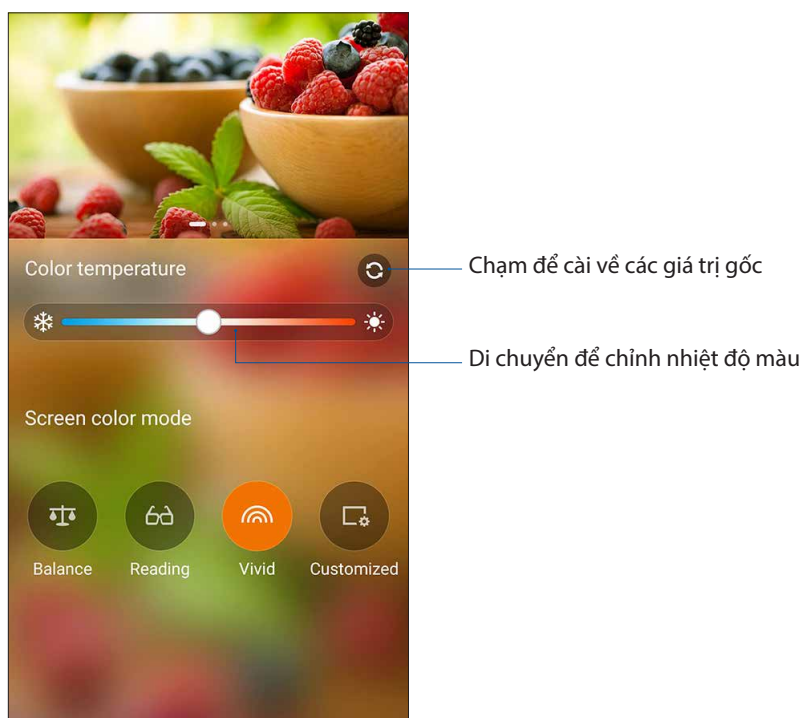 Color temperature
Chạm để cài về các giá trị gốc
Di chuyển để chỉnh nhiệt độ màu
Screen color mode
Balance Reading Vivid Customized